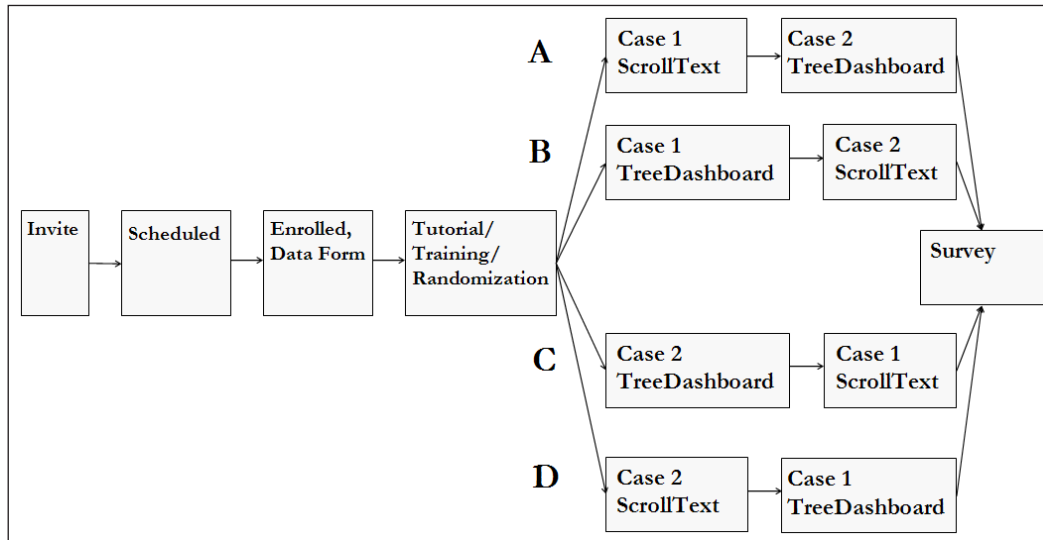 Invite
Scheduled
Enrolled,
Data Form
Tutorial/
Training/
Randomization
A
Case 1
ScrollText
Case 2
TreeDashboard
B
Case 1
TreeDashboard
Case 2
ScrollText
C
Case 2
TreeDashboard
Case 1
ScrollText
D
Case 2
ScrollText
Case 1
TreeDashboard
Survey